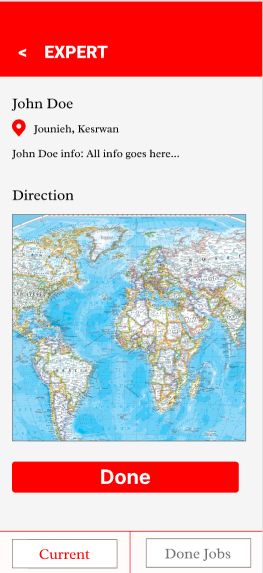 < EXPERT
John Doe
Jounieh, Kesrwan
John Doe info: All info goes here...
Direction
Done
Current
Done Jobs